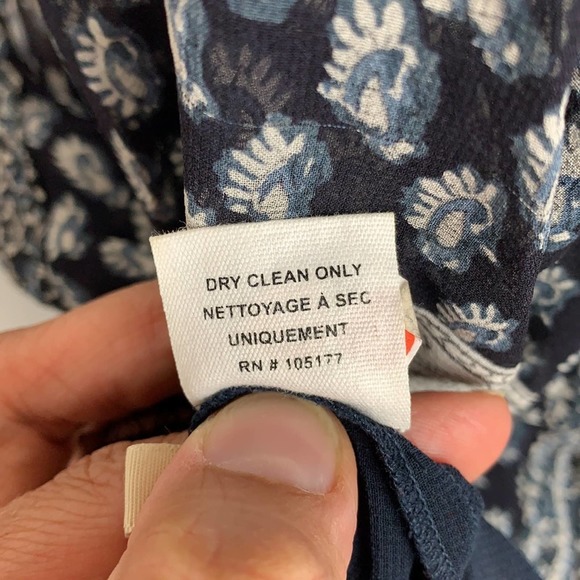 DRY CLEAN ONLY
NETTOYAGE À SEC
UNIQUEMENT
RN # 105177